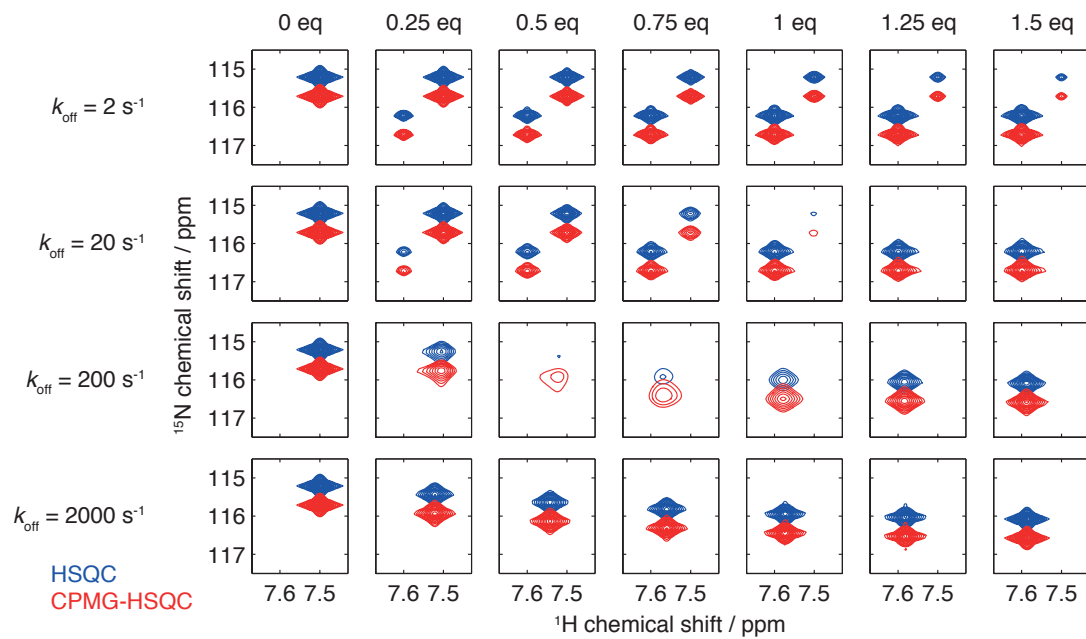 0 eq 0.25 eq 0.5 eq 0.75 eq 1 eq 1.25 eq 1.5 eq
k_off = 2 s⁻¹
115
116
117
k_off = 20 s⁻¹
115
116
117
¹⁵N chemical shift / ppm
k_off = 200 s⁻¹
115
116
117
k_off = 2000 s⁻¹
115
116
117
HSQC
CPMG-HSQC
7.6 7.5 7.6 7.5 7.6 7.5 7.6 7.5 7.6 7.5 7.6 7.5 7.6 7.5
¹H chemical shift / ppm